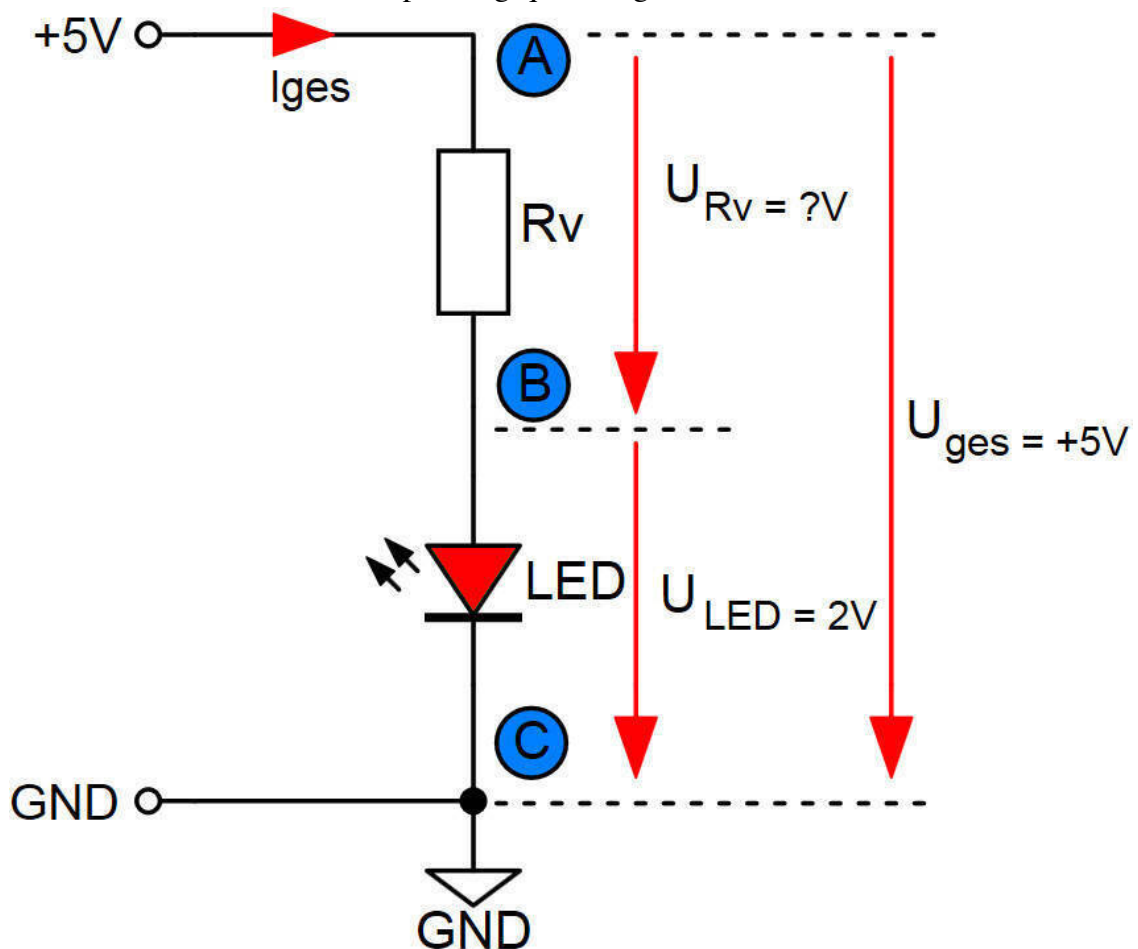 +5V
Iges
A
Rv
URv = ?V
B
Uges = +5V
LED
ULED = 2V
C
GND
GND